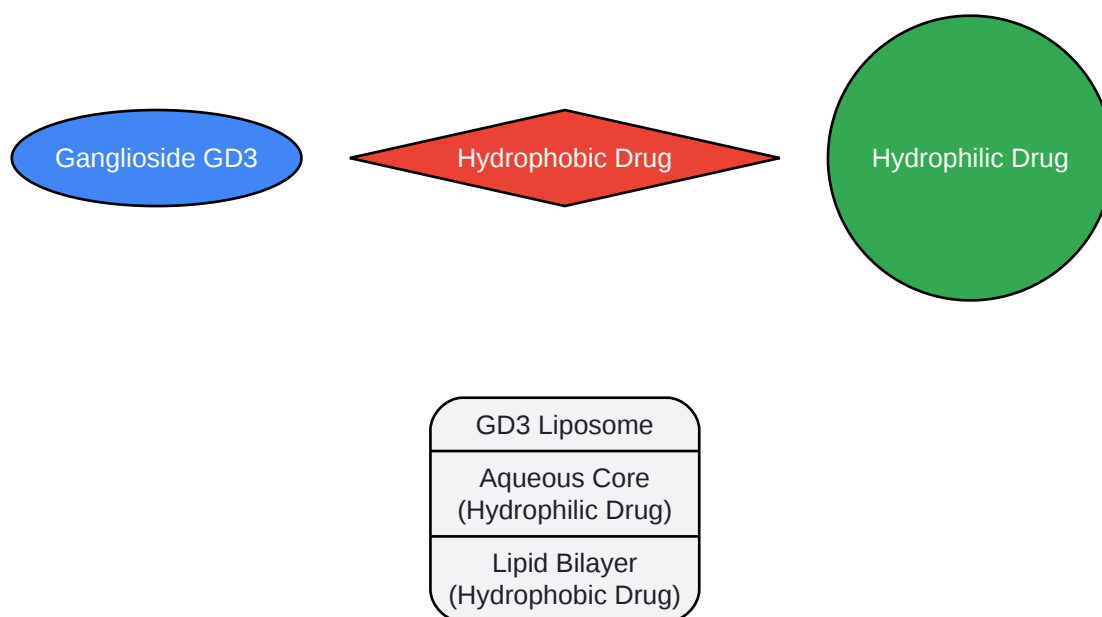 Ganglioside GD3
Hydrophobic Drug
Hydrophilic Drug
GD3 Liposome
Aqueous Core
(Hydrophilic Drug)
Lipid Bilayer
(Hydrophobic Drug)